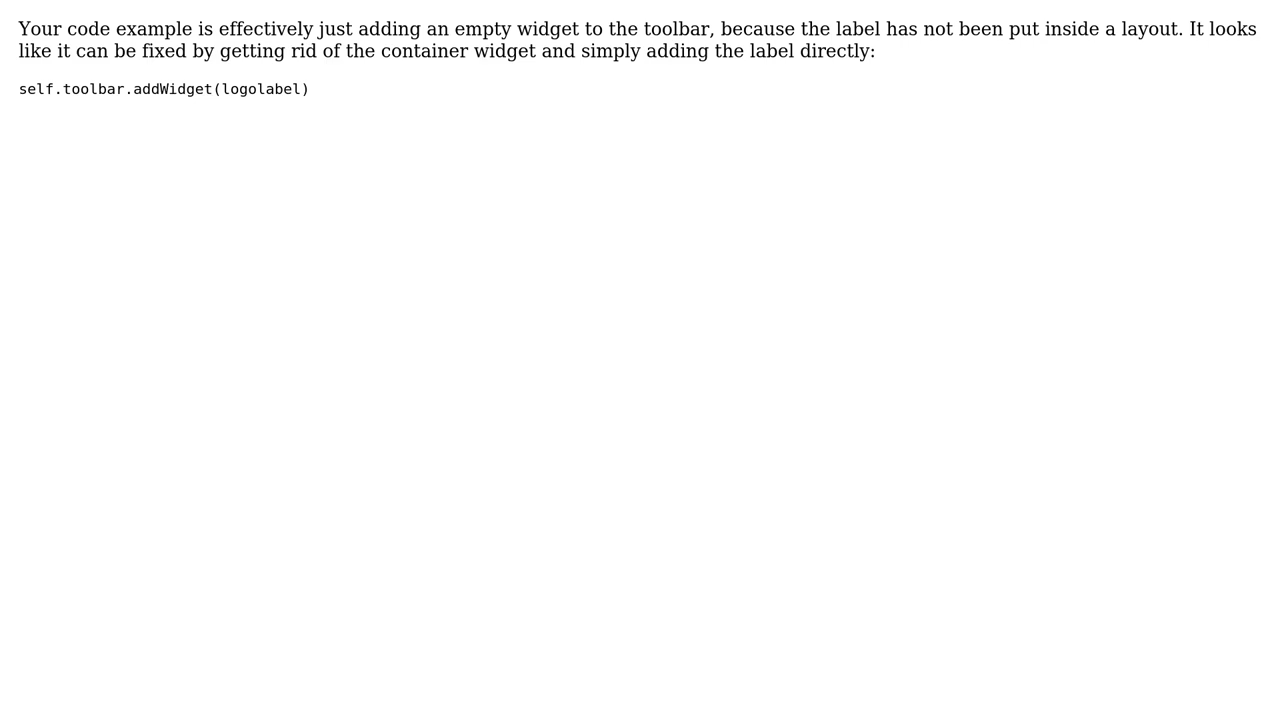 Your code example is effectively just adding an empty widget to the toolbar, because the label has not been put inside a layout. It looks
like it can be fixed by getting rid of the container widget and simply adding the label directly:
self.toolbar.addWidget(logolabel)